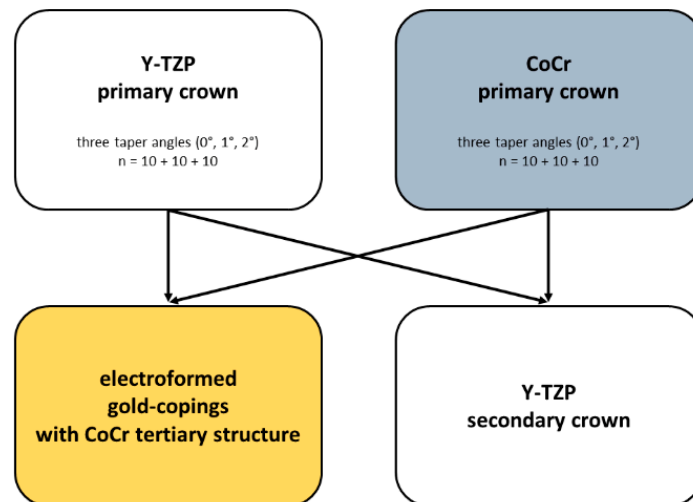 Y-TZP
primary crown
three taper angles (0°, 1°, 2°)
n = 10 + 10 + 10
CoCr
primary crown
three taper angles (0°, 1°, 2°)
n = 10 + 10 + 10
electroformed
gold-copings
with CoCr tertiary structure
Y-TZP
secondary crown